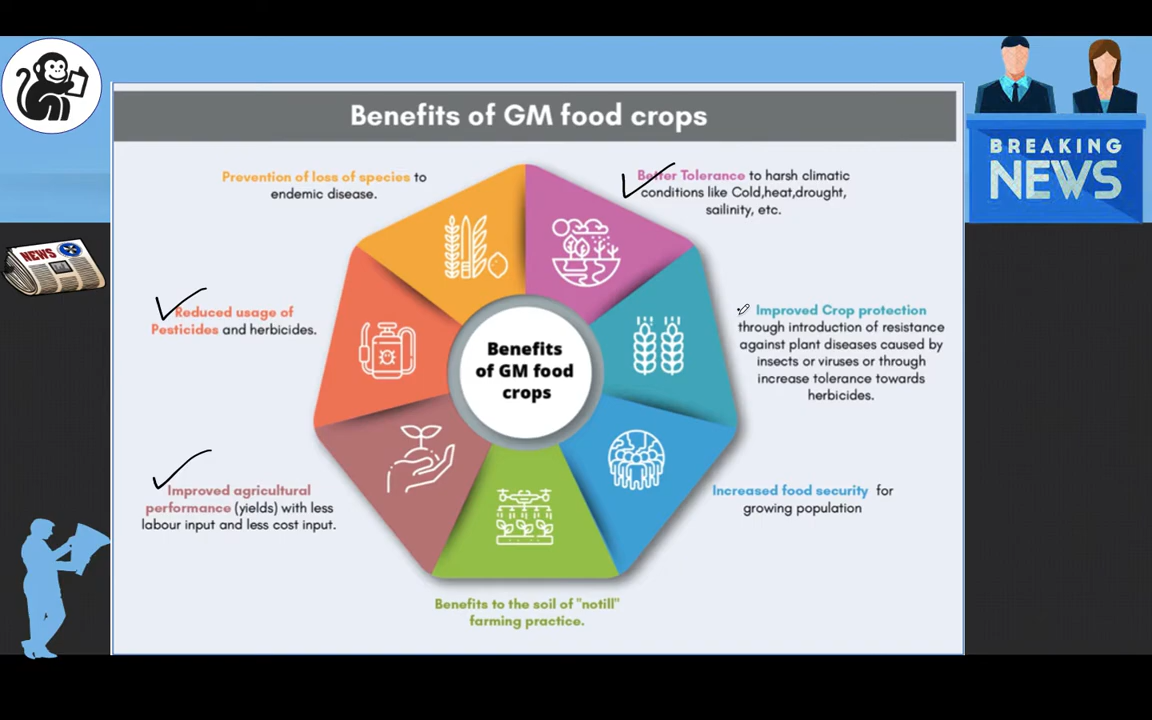 Benefits of GM food crops
Prevention of loss of species to
endemic disease.
Better Tolerance to harsh climatic
conditions like Cold,heat,drought,
sailinity, etc.
Reduced usage of
Pesticides and herbicides.
Improved Crop protection
through introduction of resistance
against plant diseases caused by
insects or viruses or through
increase tolerance towards
herbicides.
Benefits
of GM food
crops
Improved agricultural
performance (yields) with less
labour input and less cost input.
Increased food security for
growing population
Benefits to the soil of "notill"
farming practice.
BREAKING
NEWS
NEWS